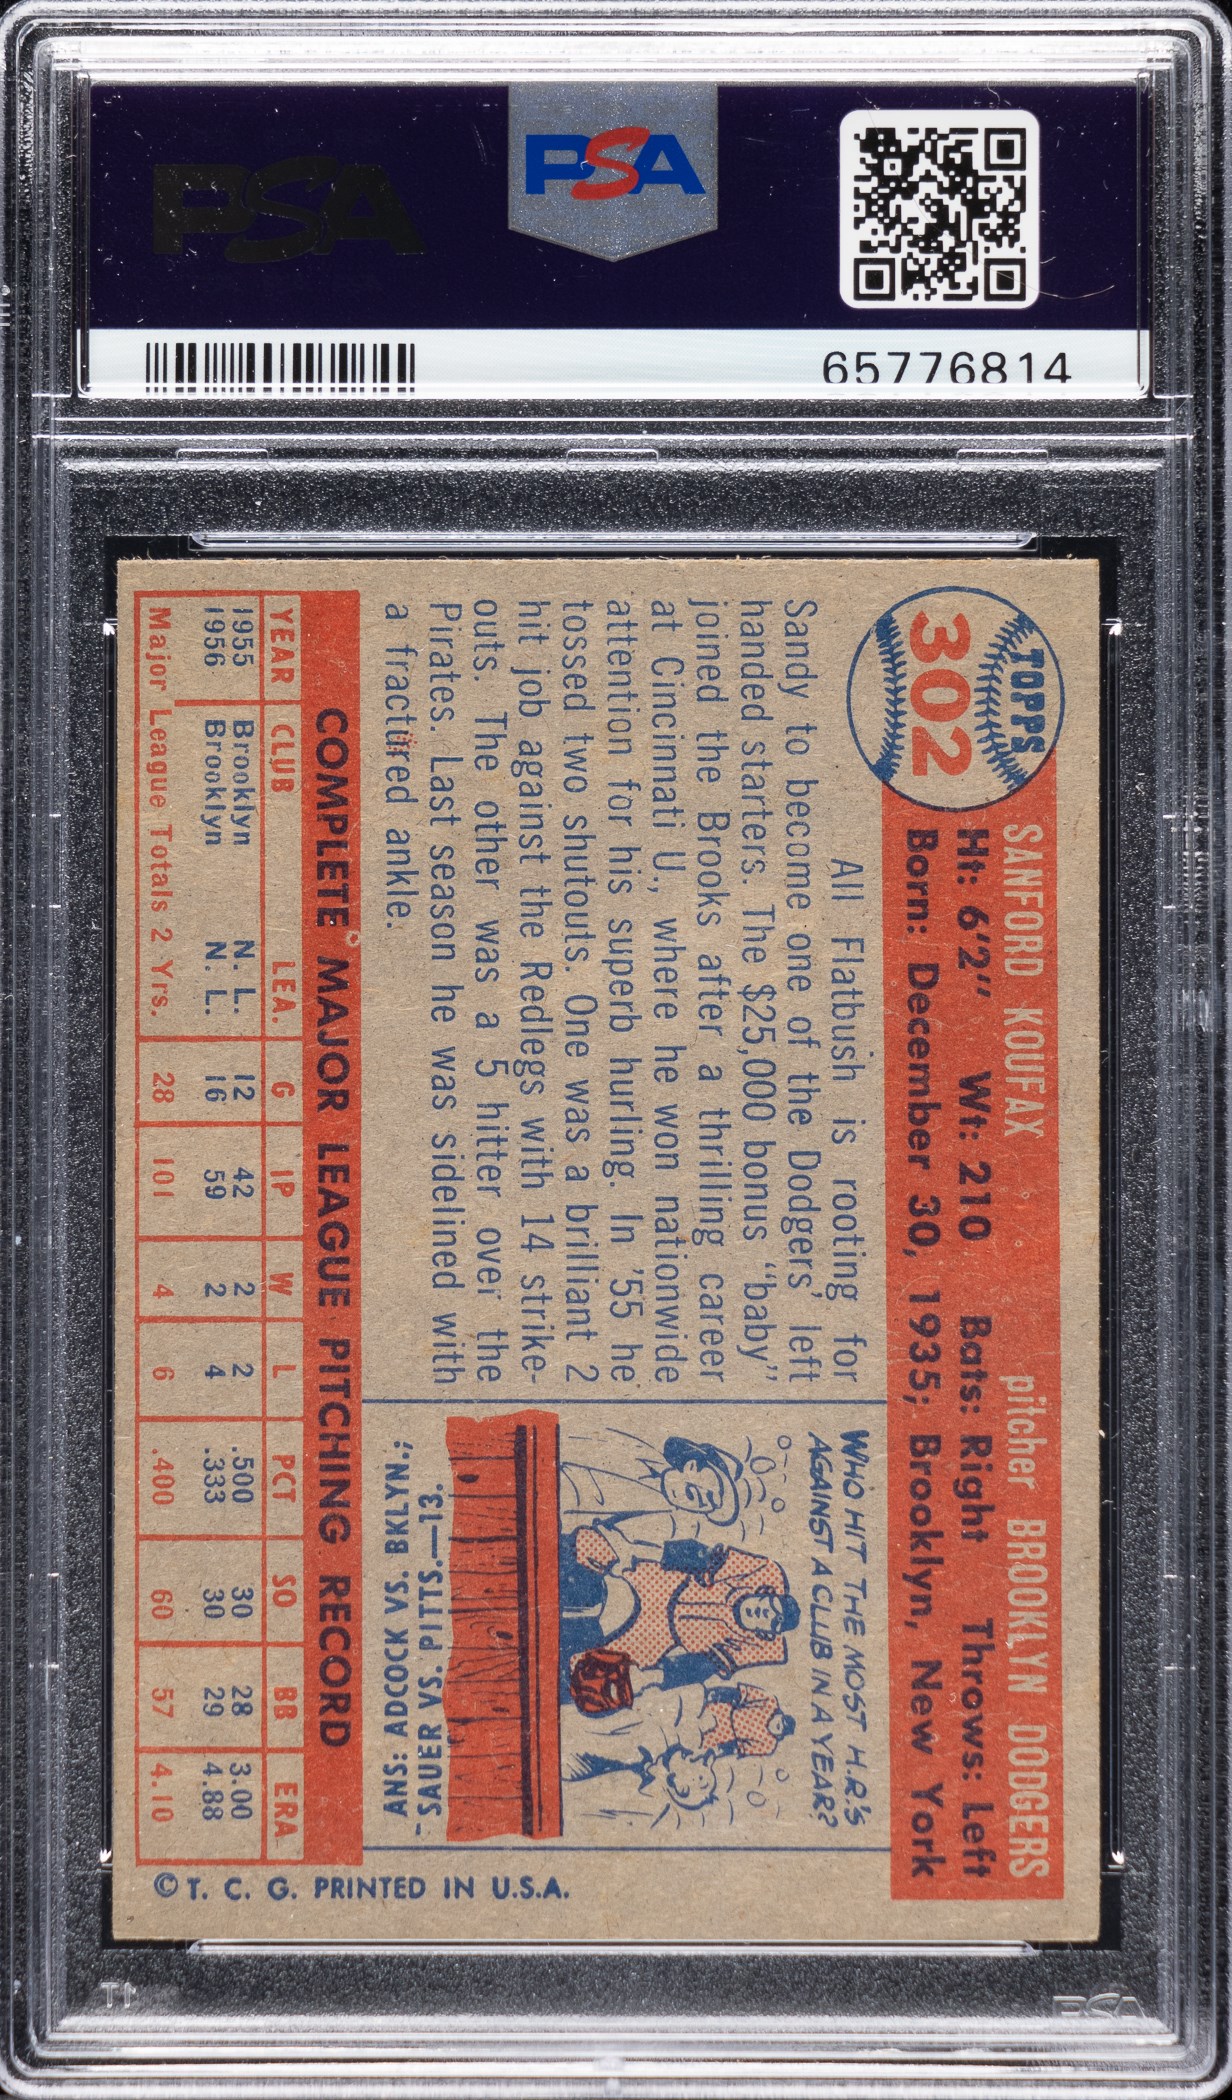 PSA
PSA
65776814
TOPPS
302
SANFORD KOUFAX pitcher BROOKLYN DODGERS
Ht: 6'2" Wt: 210 Bats: Right Throws: Left
Born: December 30, 1935; Brooklyn, New York
All Flatbush is rooting for
Sandy to become one of the Dodgers' left
handed starters. The $25,000 bonus "baby"
joined the Brooks after a thrilling career
at Cincinnati U., where he won nationwide
attention for his superb hurling. In '55 he
tossed two shutouts. One was a brilliant 2
hit job against the Redlegs with 14 strike-
outs. The other was a 5 hitter over the
Pirates. Last season he was sidelined with
a fractured ankle.
WHO HIT THE MOST H.R.'S
AGAINST A CLUB IN A YEAR?
ANS: ADCOCK VS. BKLYN.;
- SAUER VS. PITTS.—13.
COMPLETE MAJOR LEAGUE PITCHING RECORD
YEAR CLUB LEA. G IP W L PCT SO BB ERA
1955 Brooklyn N. L. 12 42 2 2 .500 30 28 3.00
1956 Brooklyn N. L. 16 59 2 4 .333 30 29 4.88
Major League Totals 2 Yrs. 28 101 4 6 .400 60 57 4.10
© T. C. G. PRINTED IN U.S.A.
PSA